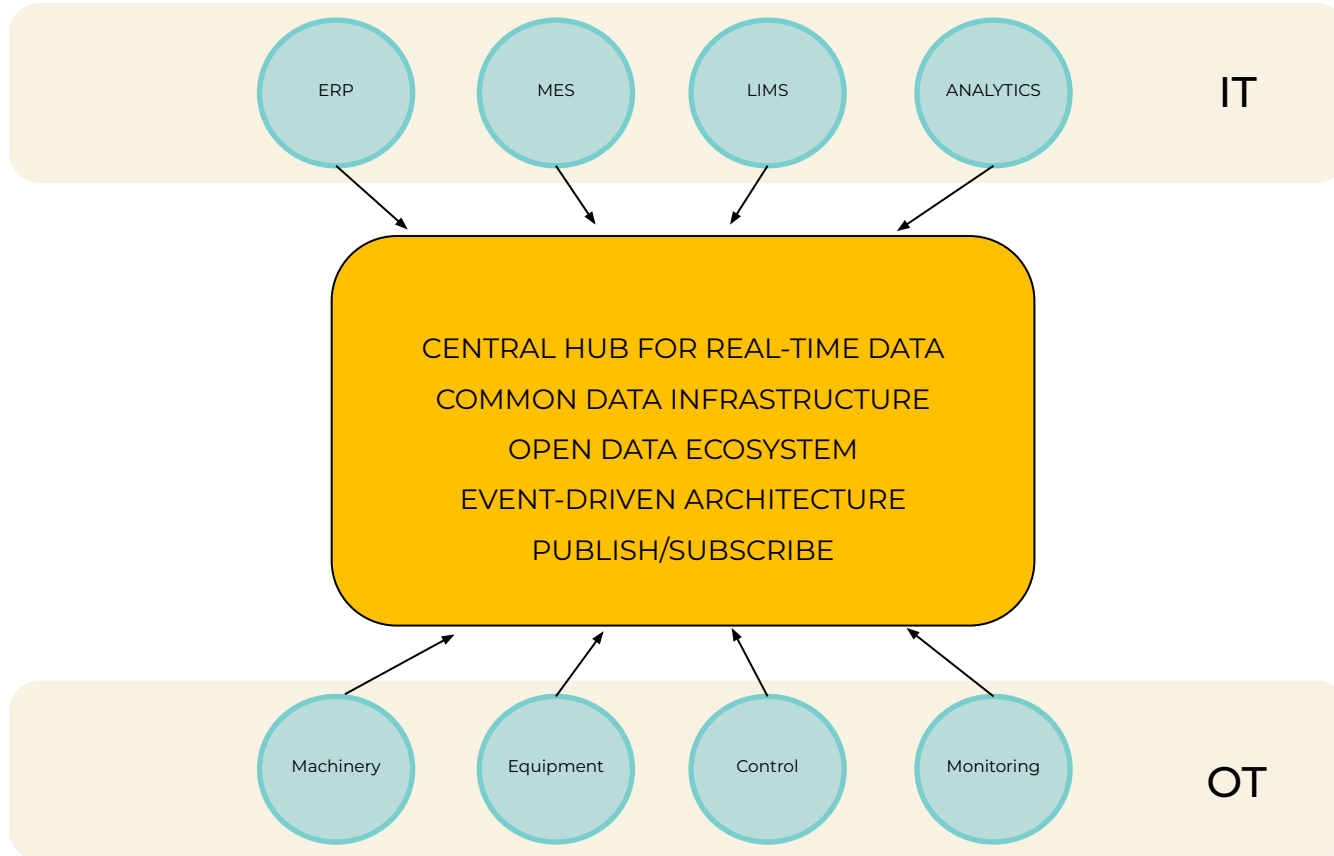 ERP
MES
LIMS
ANALYTICS
IT
CENTRAL HUB FOR REAL-TIME DATA
COMMON DATA INFRASTRUCTURE
OPEN DATA ECOSYSTEM
EVENT-DRIVEN ARCHITECTURE
PUBLISH/SUBSCRIBE
Machinery
Equipment
Control
Monitoring
OT